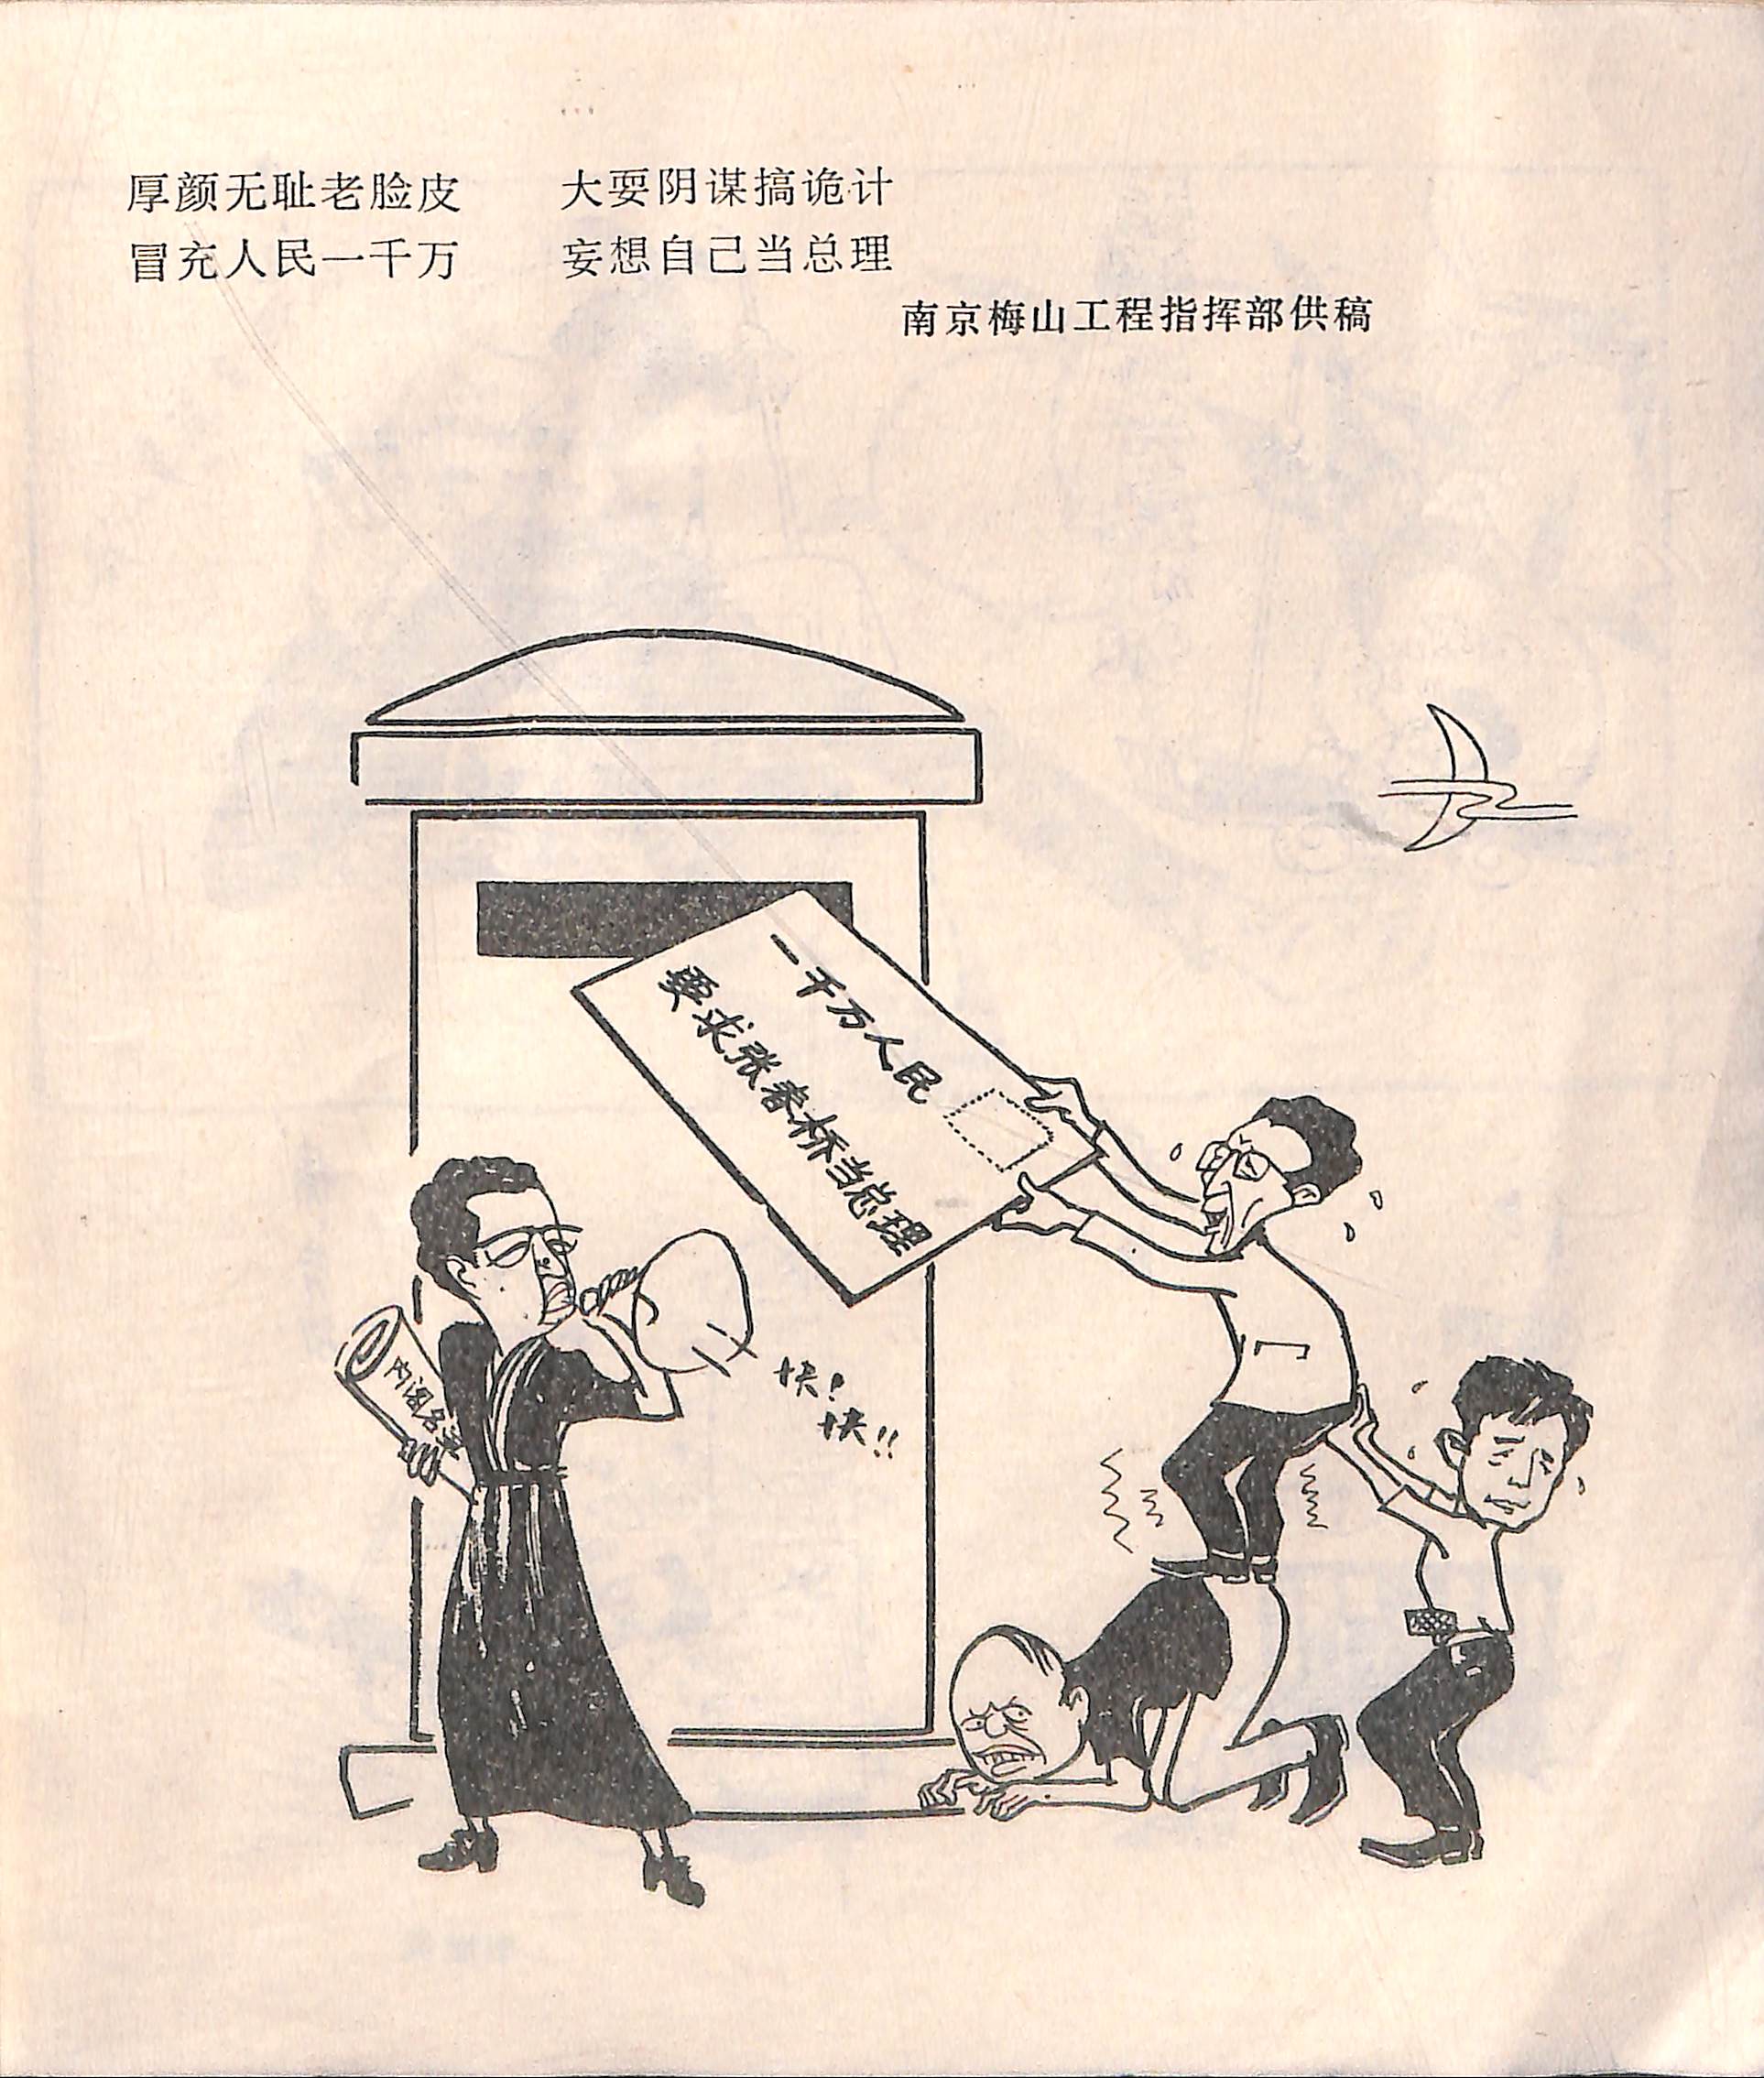 厚颜无耻老脸皮 大耍阴谋搞诡计
冒充人民一千万 妄想自己当总理
南京梅山工程指挥部供稿
一千万人民
要求张春桥当总理
快！
快！！
内阁名单